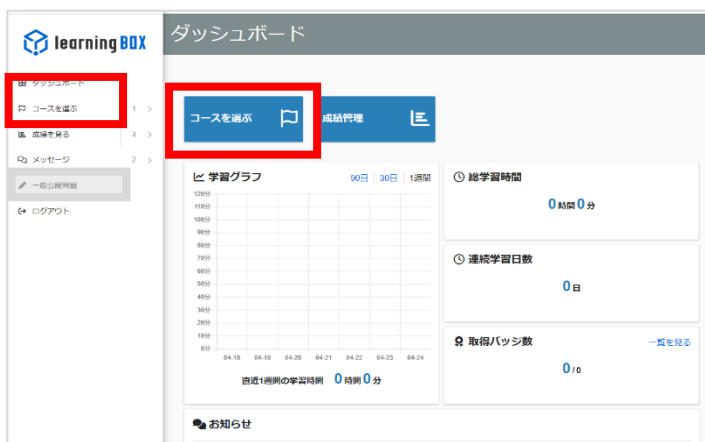 learningBOX
ダッシュボード
ダッシュボード
コースを選ぶ 1 >
成績を見る 4 >
メッセージ 2 >
一般公開問題
ログアウト
コースを選ぶ
成績管理
学習グラフ 90日 30日 1週間
120分
110分
100分
90分
80分
70分
60分
50分
40分
30分
20分
10分
0分
04-18 04-19 04-20 04-21 04-22 04-23 04-24
直近1週間の学習時間 0 時間 0 分
総学習時間
0 時間 0 分
連続学習日数
0 日
取得バッジ数 一覧を見る
0 / 0
お知らせ